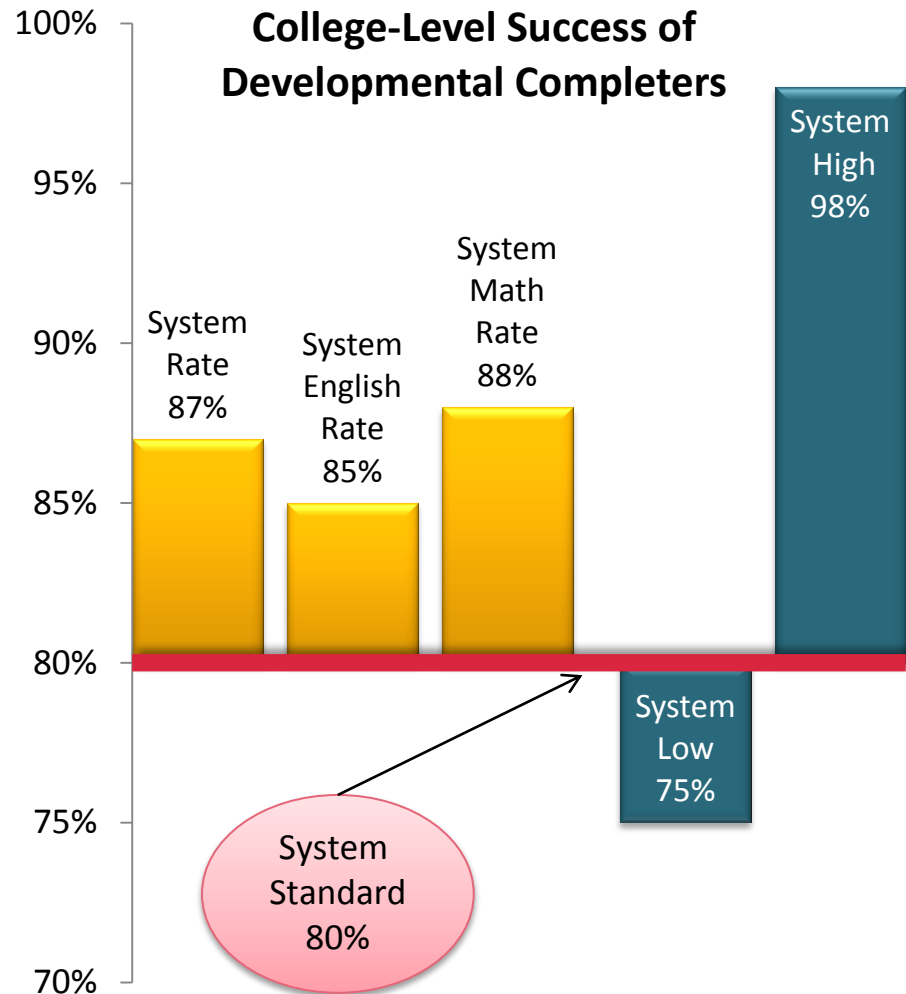 College-Level Success of
Developmental Completers
100%
95%
90%
85%
80%
75%
70%
System
Rate
87%
System
English
Rate
85%
System
Math
Rate
88%
System
Low
75%
System
High
98%
System
Standard
80%